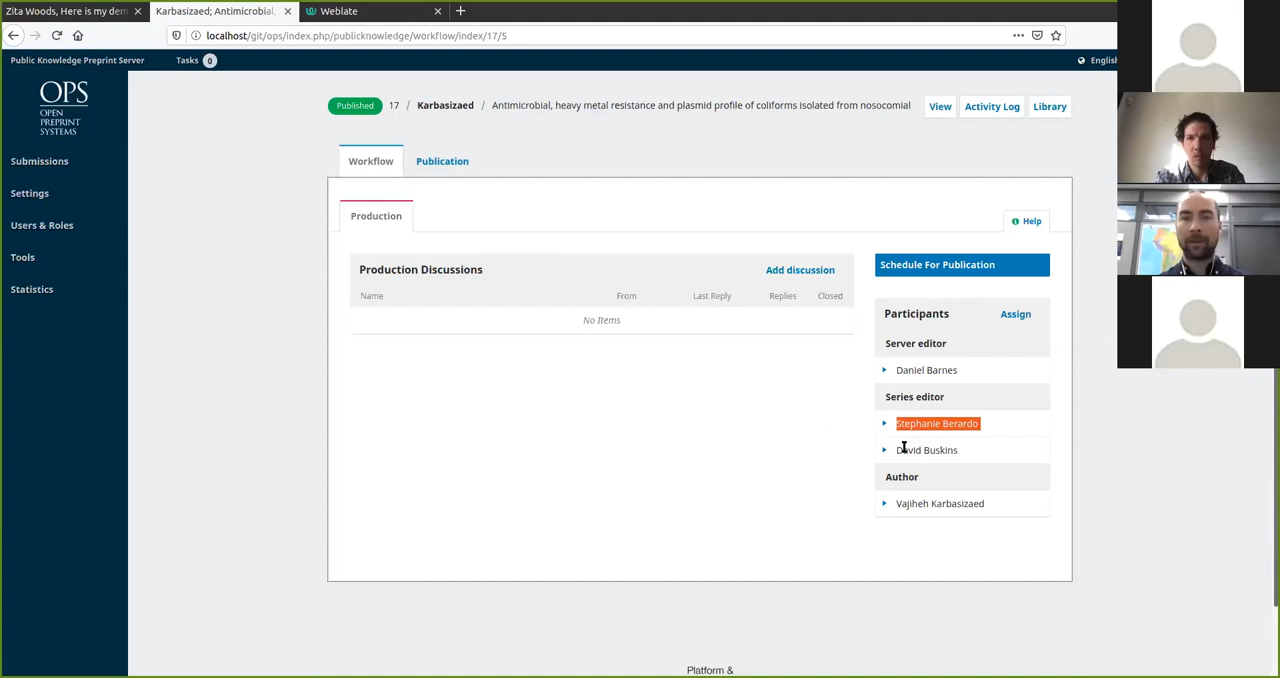 Zita Woods, Here is my dem
Karbasizaed; Antimicrobial,
Weblate
localhost/git/ops/index.php/publicknowledge/workflow/index/17/5
Public Knowledge Preprint Server
Tasks 0
English
OPS
OPEN
PREPRINT
SYSTEMS
Submissions
Settings
Users & Roles
Tools
Statistics
Published 17 / Karbasizaed / Antimicrobial, heavy metal resistance and plasmid profile of coliforms isolated from nosocomial
View
Activity Log
Library
Workflow
Publication
Production
Help
Production Discussions
Add discussion
Name From Last Reply Replies Closed
No Items
Schedule For Publication
Participants
Assign
Server editor
Daniel Barnes
Series editor
Stephanie Berardo
David Buskins
Author
Vajiheh Karbasizaed
Platform &